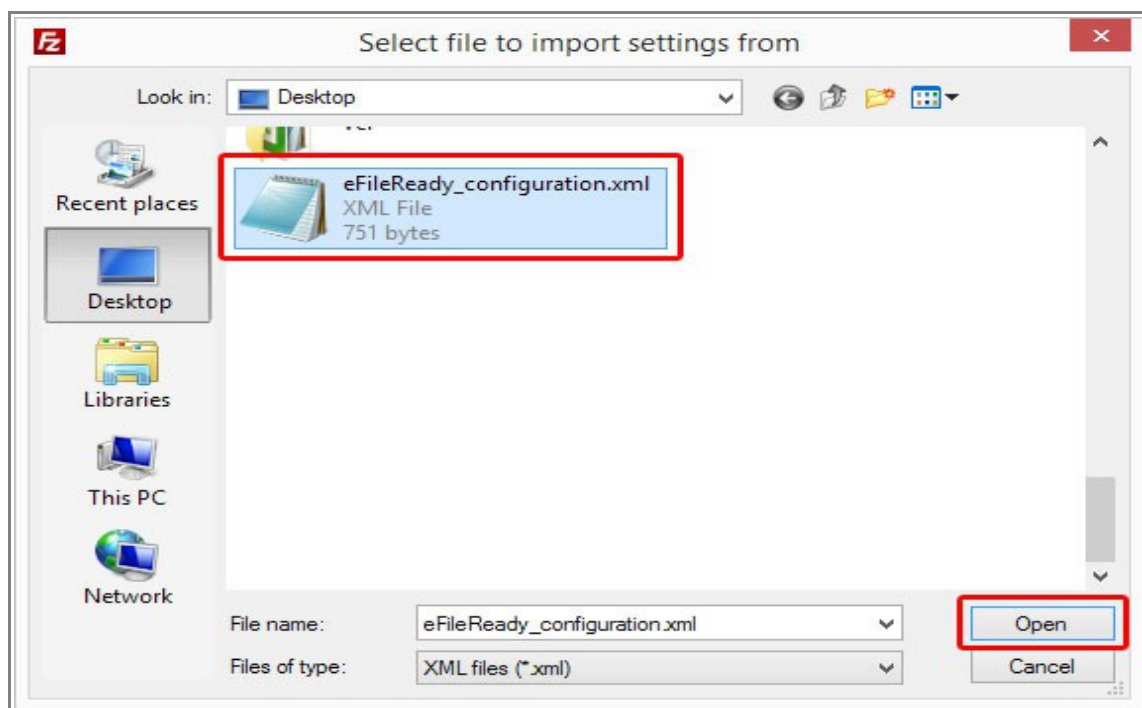 Fz
Select file to import settings from
Look in: Desktop
Recent places
Desktop
Libraries
This PC
Network
eFileReady_configuration.xml
XML File
751 bytes
File name: eFileReady_configuration.xml
Open
Files of type: XML files (*.xml)
Cancel